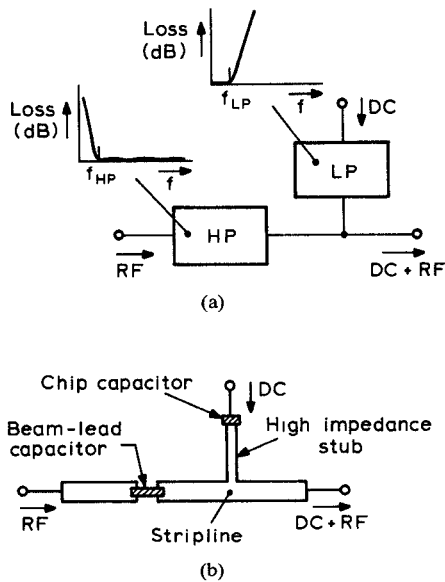 Loss
(dB)
f_LP
f
DC
Loss
(dB)
f_HP
f
LP
HP
RF
DC + RF
(a)
Chip capacitor
DC
Beam-lead
capacitor
High impedance
stub
RF
Stripline
DC + RF
(b)